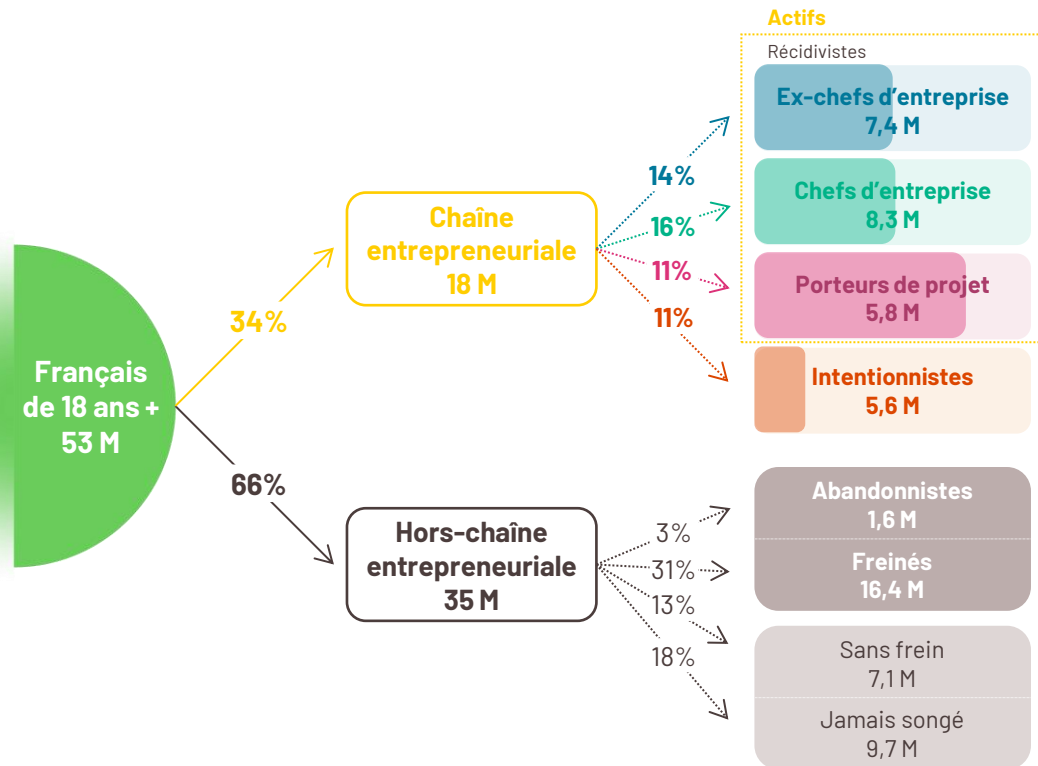 Actifs
Récidivistes
Ex-chefs d'entreprise
7,4 M
14%
Chefs d'entreprise
8,3 M
16%
Chaîne
entrepreneuriale
18 M
11%
Porteurs de projet
5,8 M
11%
34%
Intentionnistes
5,6 M
Français
de 18 ans +
53 M
66%
Abandonnistes
1,6 M
3%
Hors-chaîne
entrepreneuriale
35 M
Freinés
16,4 M
31%
13%
Sans frein
7,1 M
18%
Jamais songé
9,7 M